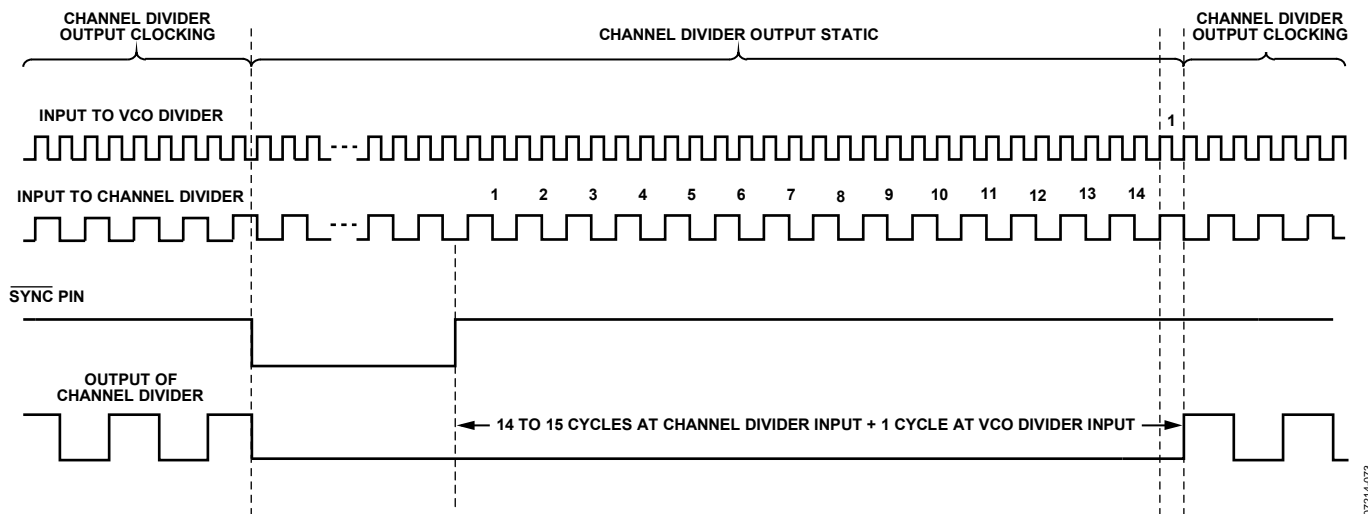 CHANNEL DIVIDER
OUTPUT CLOCKING
CHANNEL DIVIDER OUTPUT STATIC
CHANNEL DIVIDER
OUTPUT CLOCKING
INPUT TO VCO DIVIDER
1
INPUT TO CHANNEL DIVIDER
1 2 3 4 5 6 7 8 9 10 11 12 13 14
SYNC PIN
OUTPUT OF
CHANNEL DIVIDER
14 TO 15 CYCLES AT CHANNEL DIVIDER INPUT + 1 CYCLE AT VCO DIVIDER INPUT
07214-073